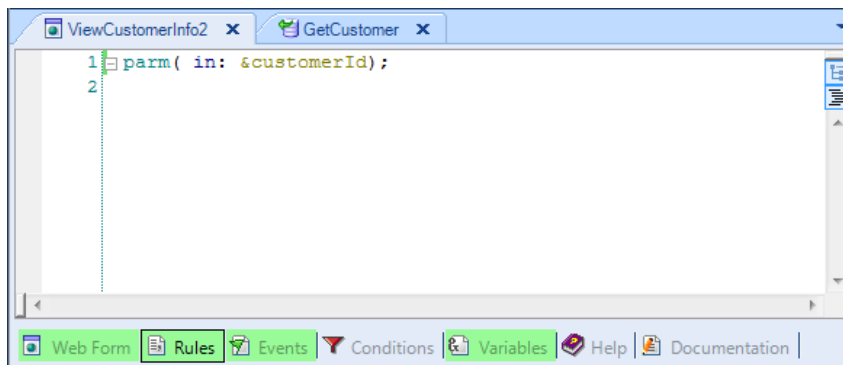 ViewCustomerInfo2 X GetCustomer X
1 parm( in: &customerId);
2
Web Form Rules Events Conditions & Variables Help Documentation